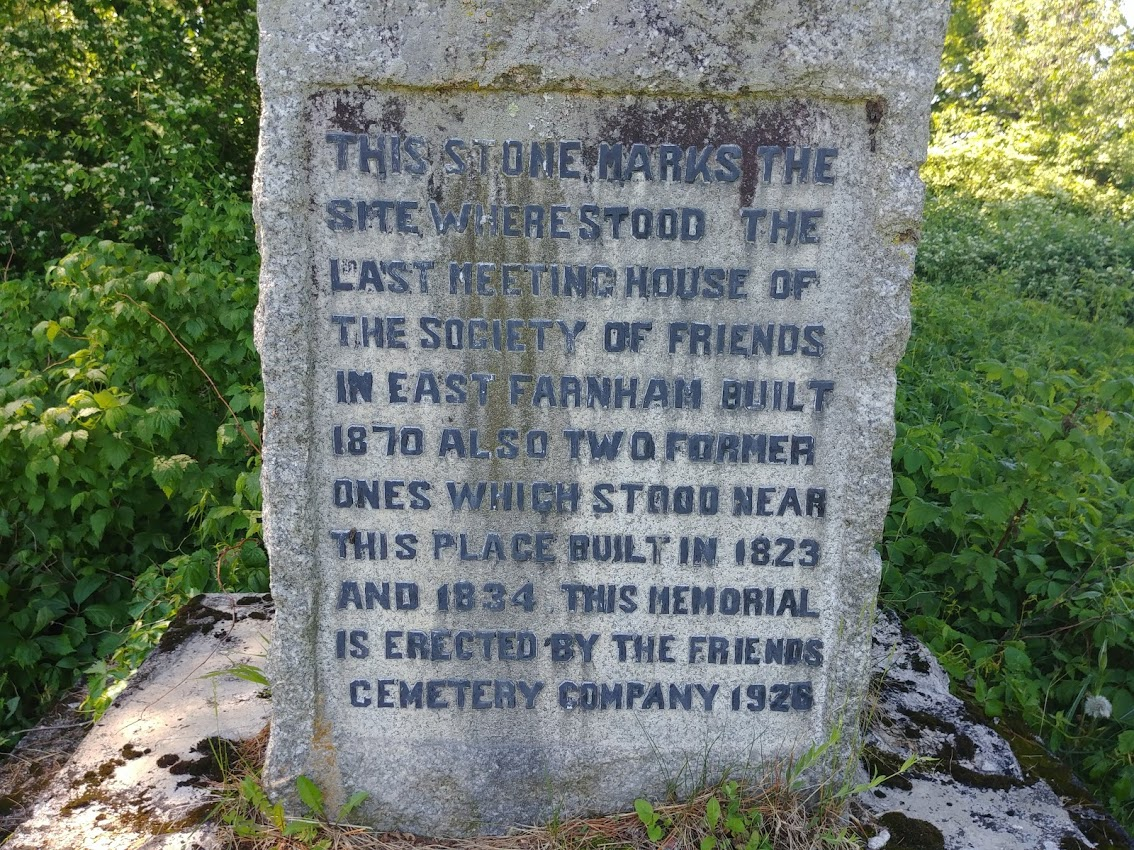 THIS STONE MARKS THE
SITE WHERE STOOD THE
LAST MEETING HOUSE OF
THE SOCIETY OF FRIENDS
IN EAST FARNHAM BUILT
1870 ALSO TWO FORMER
ONES WHICH STOOD NEAR
THIS PLACE BUILT IN 1823
AND 1834 THIS MEMORIAL
IS ERECTED BY THE FRIENDS
CEMETERY COMPANY 1926